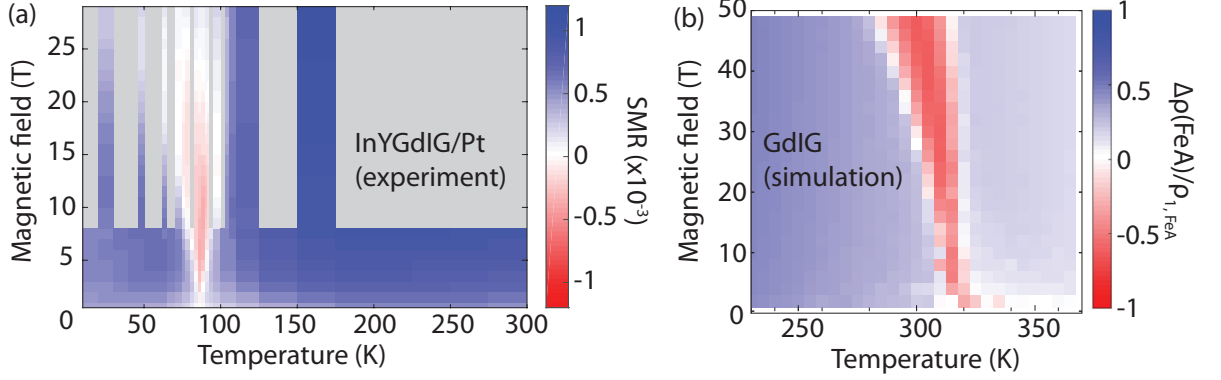 (a)
Magnetic field (T)
25
20
15
10
5
0
50
100
150
200
250
300
Temperature (K)
InYGdIG/Pt
(experiment)
1
0.5
0
-0.5
-1
SMR (x10⁻³)
(b)
Magnetic field (T)
50
40
30
20
10
0
250
300
350
Temperature (K)
GdIG
(simulation)
1
0.5
0
-0.5
-1
Δρ(FeA)/ρ₁,FeA